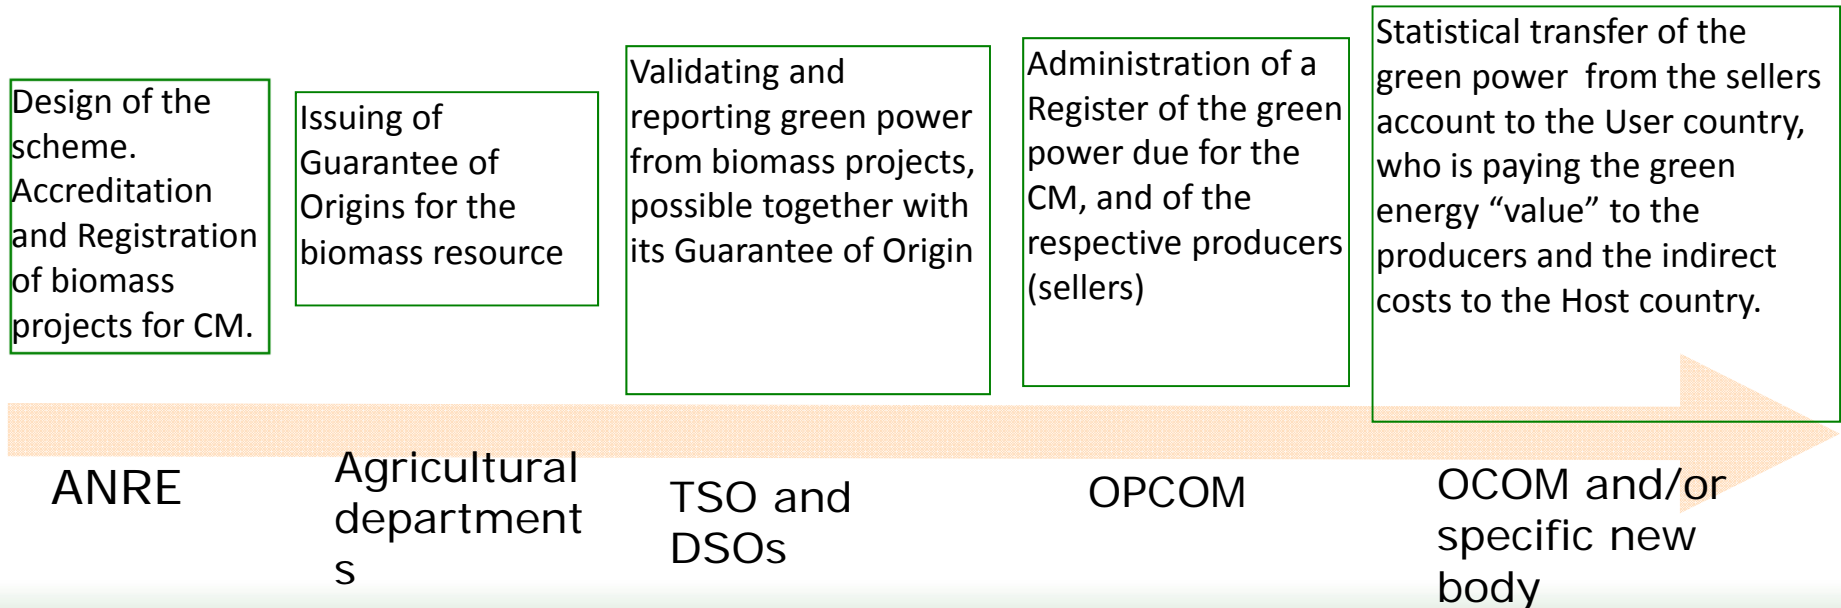 Design of the
scheme.
Accreditation
and Registration
of biomass
projects for CM.
Issuing of
Guarantee of
Origins for the
biomass resource
Validating and
reporting green power
from biomass projects,
possible together with
its Guarantee of Origin
Administration of a
Register of the green
power due for the
CM, and of the
respective producers
(sellers)
Statistical transfer of the
green power from the sellers
account to the User country,
who is paying the green
energy “value” to the
producers and the indirect
costs to the Host country.
ANRE
Agricultural
department
s
TSO and
DSOs
OPCOM
OCOM and/or
specific new
body